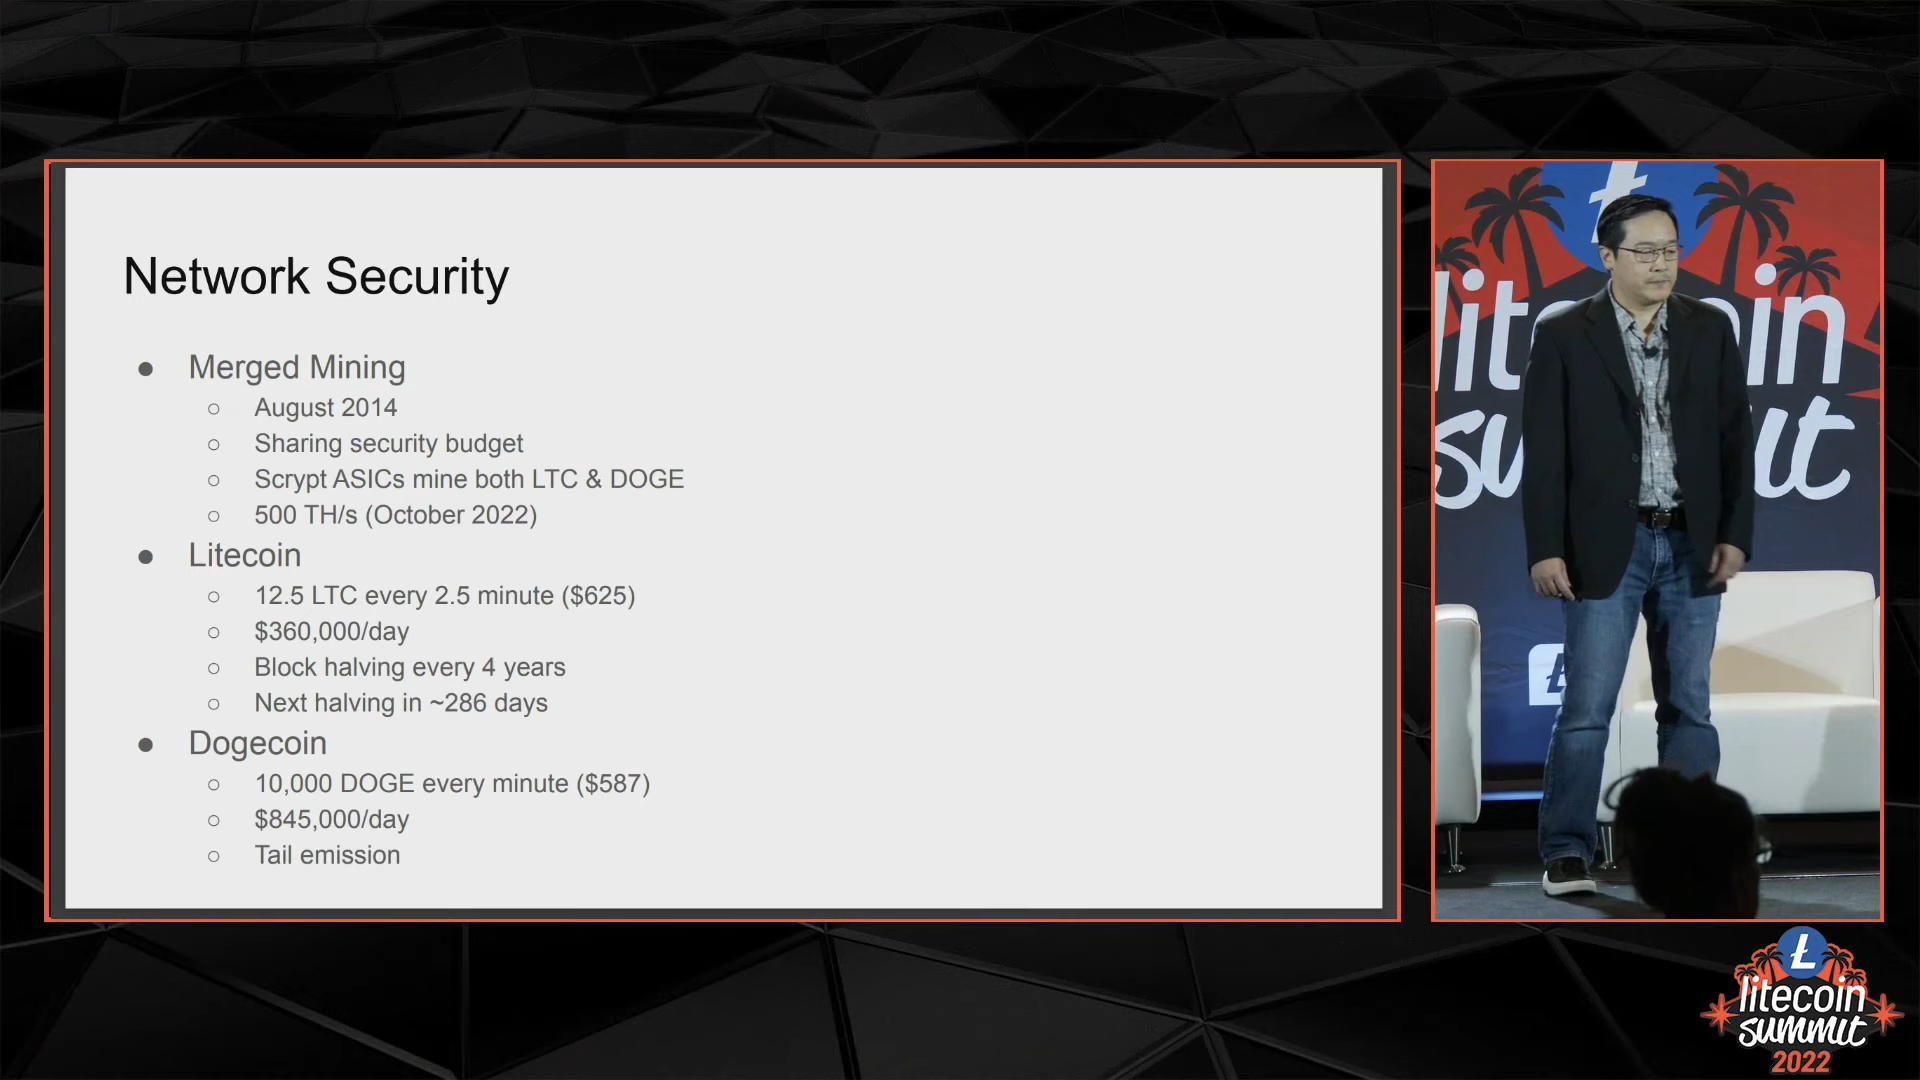 Network Security
● Merged Mining
○ August 2014
○ Sharing security budget
○ Scrypt ASICs mine both LTC & DOGE
○ 500 TH/s (October 2022)
● Litecoin
○ 12.5 LTC every 2.5 minute ($625)
○ $360,000/day
○ Block halving every 4 years
○ Next halving in ~286 days
● Dogecoin
○ 10,000 DOGE every minute ($587)
○ $845,000/day
○ Tail emission
litecoin
summit
2022